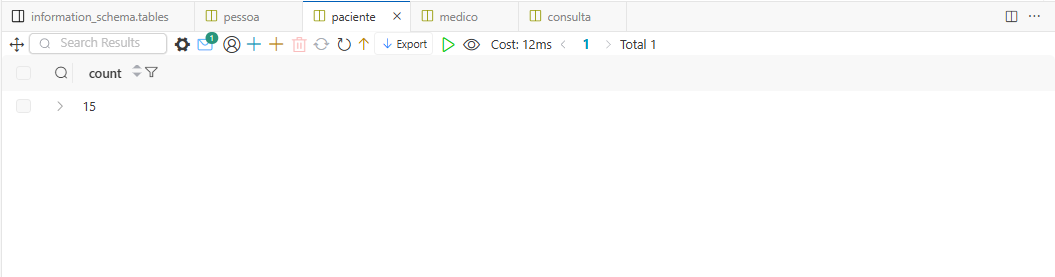 information_schema.tables pessoa paciente medico consulta
Search Results 1 Export Cost: 12ms 1 Total 1
count
15